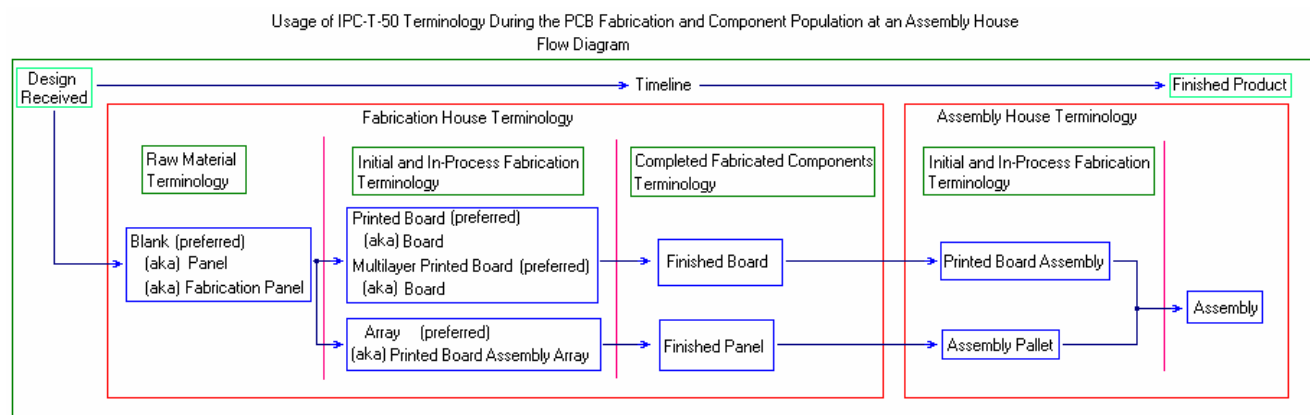 Usage of IPC-T-50 Terminology During the PCB Fabrication and Component Population at an Assembly House
Flow Diagram
Design
Received
Timeline
Finished Product
Fabrication House Terminology
Assembly House Terminology
Raw Material
Terminology
Initial and In-Process Fabrication
Terminology
Completed Fabricated Components
Terminology
Initial and In-Process Fabrication
Terminology
Blank (preferred)
(aka) Panel
(aka) Fabrication Panel
Printed Board (preferred)
(aka) Board
Multilayer Printed Board (preferred)
(aka) Board
Finished Board
Printed Board Assembly
Assembly
Array (preferred)
(aka) Printed Board Assembly Array
Finished Panel
Assembly Pallet